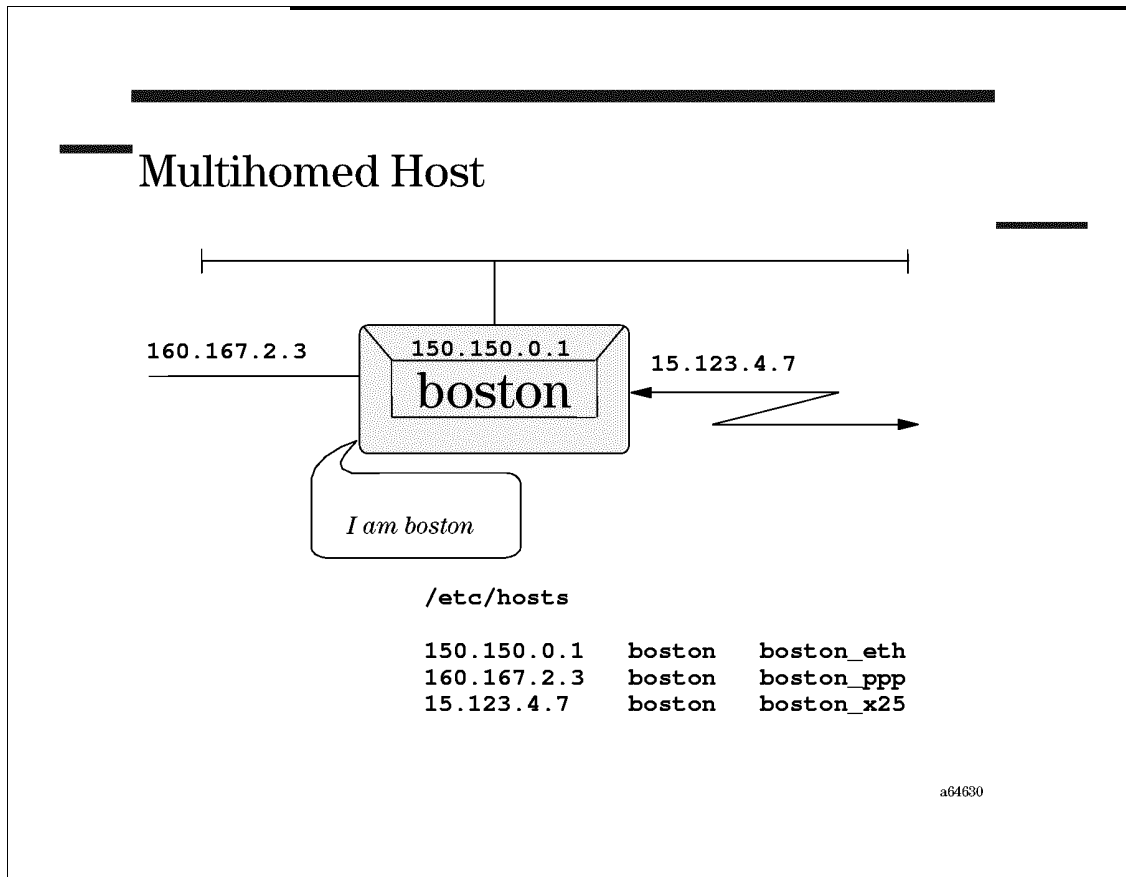 Multihomed Host
160.167.2.3
150.150.0.1
15.123.4.7
boston
I am boston
/etc/hosts
150.150.0.1 boston boston_eth
160.167.2.3 boston boston_ppp
15.123.4.7 boston boston_x25
a64630